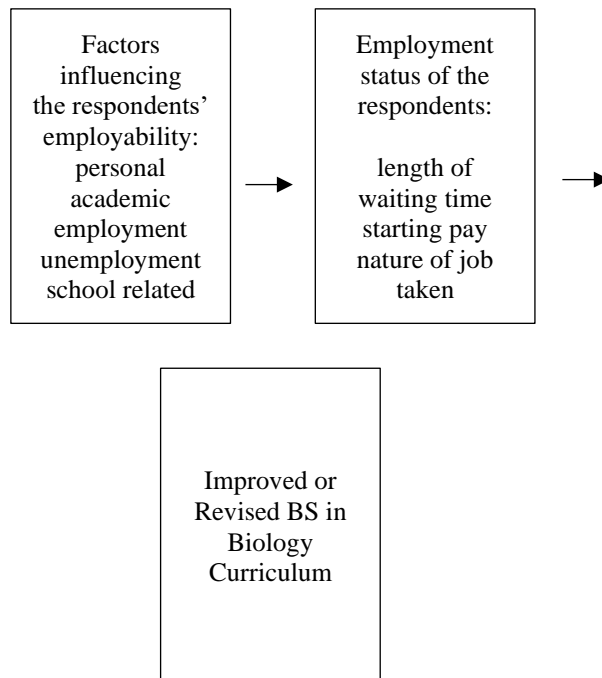 Factors
influencing
the respondents’
employability:
personal
academic
employment
unemployment
school related
Employment
status of the
respondents:
length of
waiting time
starting pay
nature of job
taken
Improved or
Revised BS in
Biology
Curriculum